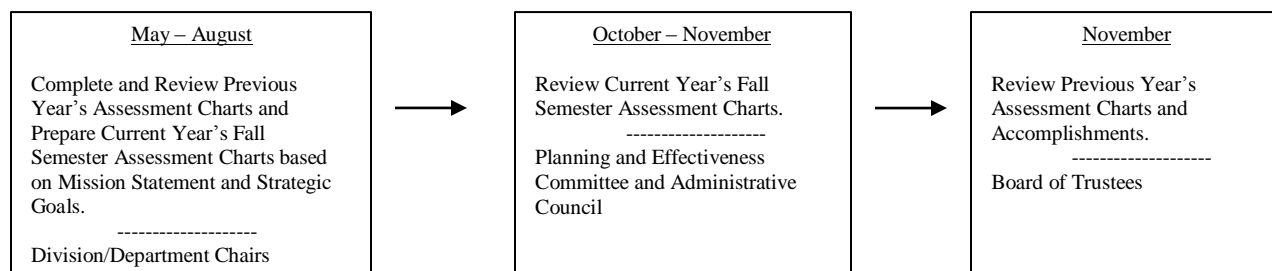 May – August
Complete and Review Previous
Year’s Assessment Charts and
Prepare Current Year’s Fall
Semester Assessment Charts based
on Mission Statement and Strategic
Goals.
--------------------
Division/Department Chairs
October – November
Review Current Year’s Fall
Semester Assessment Charts.
--------------------
Planning and Effectiveness
Committee and Administrative
Council
November
Review Previous Year’s
Assessment Charts and
Accomplishments.
--------------------
Board of Trustees